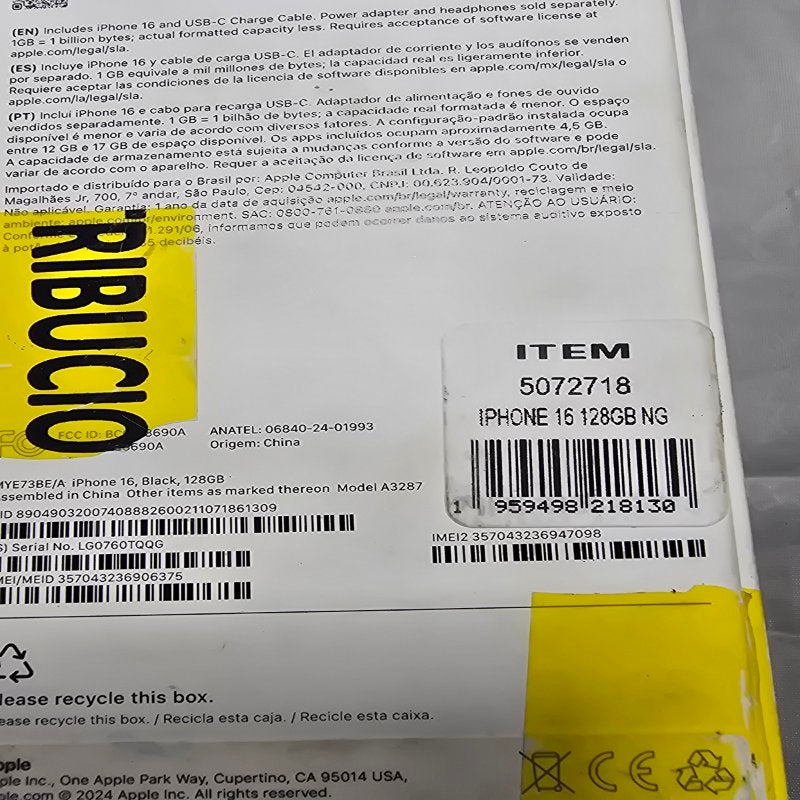 (EN) Includes iPhone 16 and USB-C Charge Cable. Power adapter and headphones sold separately.
1GB = 1 billion bytes; actual formatted capacity less. Requires acceptance of software license at
apple.com/legal/sla.
(ES) Incluye iPhone 16 y cable de carga USB-C. El adaptador de corriente y los audífonos se venden
por separado. 1 GB equivale a mil millones de bytes; la capacidad real es ligeramente inferior.
Requiere aceptar las condiciones de la licencia de software disponibles en apple.com/mx/legal/sla o
apple.com/la/legal/sla.
(PT) Inclui iPhone 16 e cabo para recarga USB-C. Adaptador de alimentação e fones de ouvido
vendidos separadamente. 1 GB = 1 bilhão de bytes; a capacidade real formatada é menor. O espaço
disponível é menor e varia de acordo com diversos fatores. A configuração-padrão instalada ocupa
entre 12 GB e 17 GB de espaço disponível. Os apps incluídos ocupam aproximadamente 4,5 GB.
A capacidade de armazenamento está sujeita a mudanças conforme a versão do software e pode
variar de acordo com o aparelho. Requer a aceitação da licença de software em apple.com/br/legal/sla.
Importado e distribuído para o Brasil por: Apple Computer Brasil Ltda. R. Leopoldo Couto de
Magalhães Jr, 700, 7º andar, São Paulo, Cep: 04542-000, CNPJ: 00.623.904/0001-73. Validade:
Não aplicável. Garantia: 1 ano da data de aquisição apple.com/br/legal/warranty, reciclagem e meio
ambiente: apple.com/br/environment. SAC: 0800-761-0880 apple.com/br. ATENÇÃO AO USUÁRIO:
1.291/06, informamos que podem ocorrer danos ao sistema auditivo exposto
à decibéis.
RIBUCIO
ITEM
5072718
IPHONE 16 128GB NG
1 959498 218130
FCC ID: 8690A ANATEL: 06840-24-01993
8690A Origem: China
MYE73BE/A iPhone 16, Black, 128GB
ssembled in China Other items as marked thereon Model A3287
ID 89049032007408882600211071861309
S) Serial No. LG0760TQQG
IMEI2 357043236947098
MEI/MEID 357043236906375
lease recycle this box.
ease recycle this box. / Recicla esta caja. / Recicle esta caixa.
pple
ple Inc., One Apple Park Way, Cupertino, CA 95014 USA,
ple.com © 2024 Apple Inc. All rights reserved.
CE